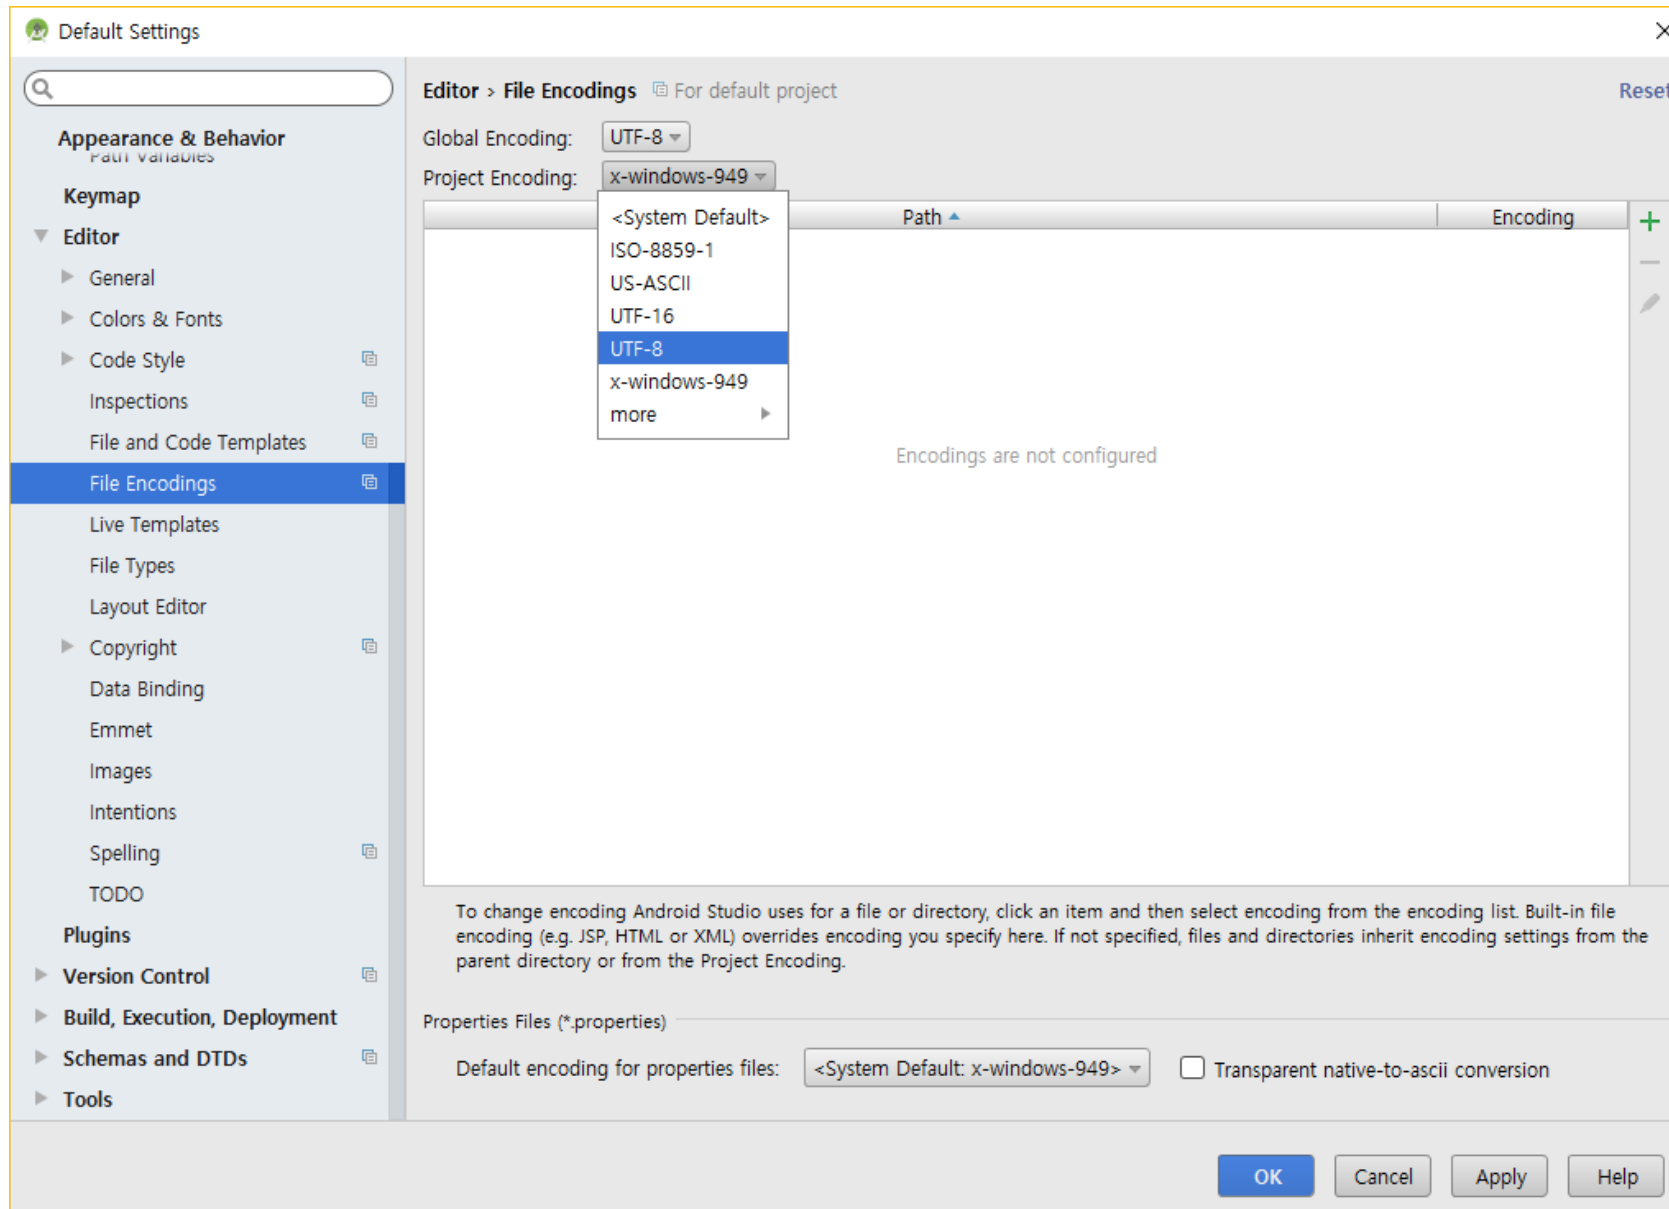 Default Settings
Editor › File Encodings For default project
Reset
Appearance & Behavior
Path Variables
Keymap
Editor
General
Colors & Fonts
Code Style
Inspections
File and Code Templates
File Encodings
Live Templates
File Types
Layout Editor
Copyright
Data Binding
Emmet
Images
Intentions
Spelling
TODO
Plugins
Version Control
Build, Execution, Deployment
Schemas and DTDs
Tools
Global Encoding: UTF-8
Project Encoding: x-windows-949
<System Default>
ISO-8859-1
US-ASCII
UTF-16
UTF-8
x-windows-949
more
Path Encoding
Encodings are not configured
To change encoding Android Studio uses for a file or directory, click an item and then select encoding from the encoding list. Built-in file
encoding (e.g. JSP, HTML or XML) overrides encoding you specify here. If not specified, files and directories inherit encoding settings from the
parent directory or from the Project Encoding.
Properties Files (*.properties)
Default encoding for properties files: <System Default: x-windows-949> Transparent native-to-ascii conversion
OK Cancel Apply Help